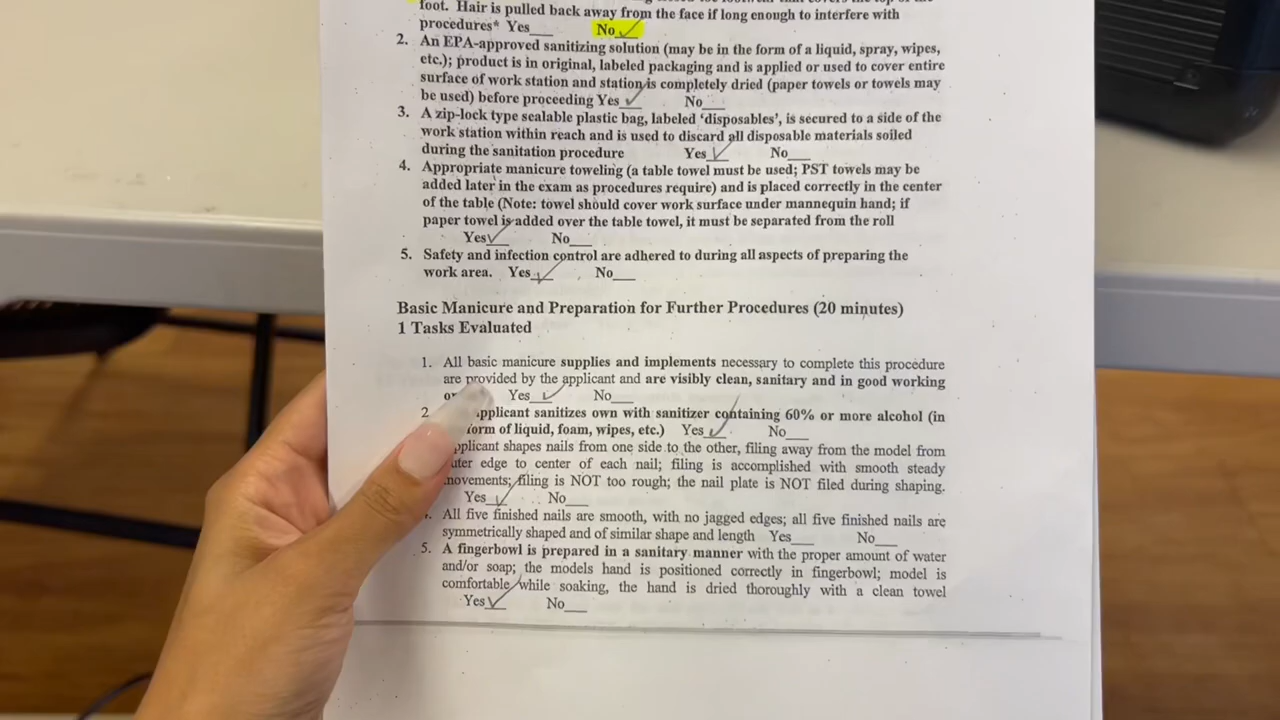 foot. Hair is pulled back away from the face if long enough to interfere with
procedures* Yes___ No___
2. An EPA-approved sanitizing solution (may be in the form of a liquid, spray, wipes,
etc.); product is in original, labeled packaging and is applied or used to cover entire
surface of work station and station is completely dried (paper towels or towels may
be used) before proceeding Yes___ No___
3. A zip-lock type sealable plastic bag, labeled 'disposables', is secured to a side of the
work station within reach and is used to discard all disposable materials soiled
during the sanitation procedure Yes___ No___
4. Appropriate manicure toweling (a table towel must be used; PST towels may be
added later in the exam as procedures require) and is placed correctly in the center
of the table (Note: towel should cover work surface under mannequin hand; if
paper towel is added over the table towel, it must be separated from the roll
Yes___ No___
5. Safety and infection control are adhered to during all aspects of preparing the
work area. Yes___ No___
Basic Manicure and Preparation for Further Procedures (20 minutes)
1 Tasks Evaluated
1. All basic manicure supplies and implements necessary to complete this procedure
are provided by the applicant and are visibly clean, sanitary and in good working
Yes___ No___
2 applicant sanitizes own with sanitizer containing 60% or more alcohol (in
form of liquid, foam, wipes, etc.) Yes___ No___
applicant shapes nails from one side to the other, filing away from the model from
outer edge to center of each nail; filing is accomplished with smooth steady
movements; filing is NOT too rough; the nail plate is NOT filed during shaping.
Yes___ No___
All five finished nails are smooth, with no jagged edges; all five finished nails are
symmetrically shaped and of similar shape and length Yes___ No___
5. A fingerbowl is prepared in a sanitary manner with the proper amount of water
and/or soap; the models hand is positioned correctly in fingerbowl; model is
comfortable while soaking, the hand is dried thoroughly with a clean towel
Yes___ No___